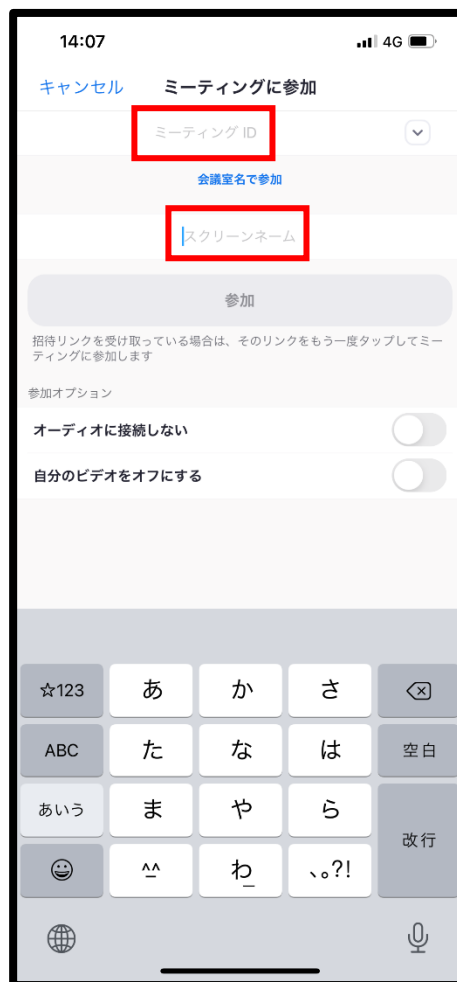 14:07
4G
キャンセル
ミーティングに参加
ミーティング ID
会議室名で参加
スクリーンネーム
参加
招待リンクを受け取っている場合は、そのリンクをもう一度タップしてミー
ティングに参加します
参加オプション
オーディオに接続しない
自分のビデオをオフにする
☆123 あ か さ
ABC た な は 空白
あいう ま や ら
改行
^^ わ_ 、。?!